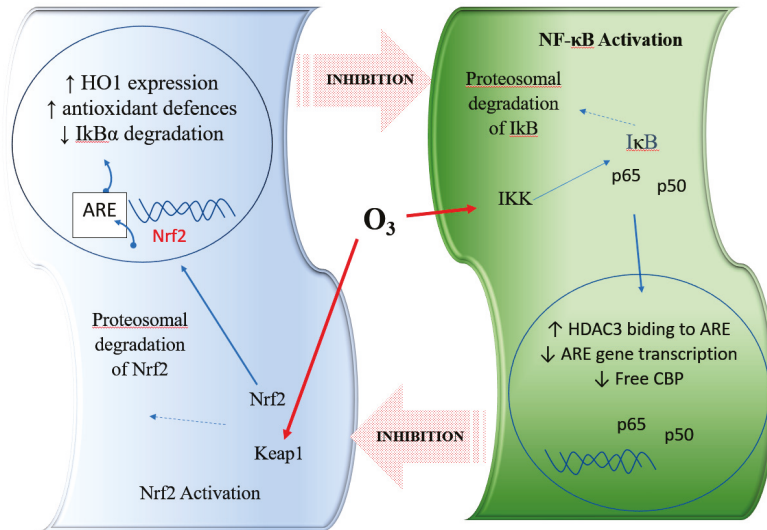 ↑ HO1 expression
↑ antioxidant defences
↓ IkBα degradation
ARE
Nrf2
Proteosomal
degradation
of Nrf2
Nrf2
Keap1
Nrf2 Activation
INHIBITION
O₃
INHIBITION
NF-κB Activation
Proteosomal
degradation
of IkB
IκB
p65
p50
IKK
↑ HDAC3 biding to ARE
↓ ARE gene transcription
↓ Free CBP
p65
p50